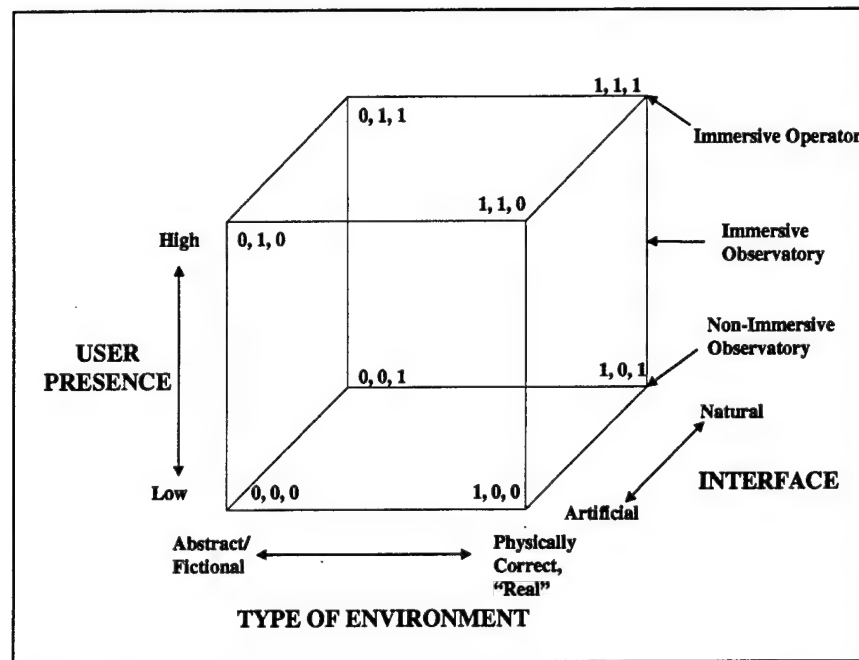 1, 1, 1
0, 1, 1
Immersive Operator
1, 1, 0
High
0, 1, 0
Immersive
Observatory
Non-Immersive
Observatory
USER
PRESENCE
0, 0, 1
1, 0, 1
Natural
INTERFACE
Low
0, 0, 0
1, 0, 0
Artificial
Abstract/
Fictional
Physically
Correct,
“Real”
TYPE OF ENVIRONMENT